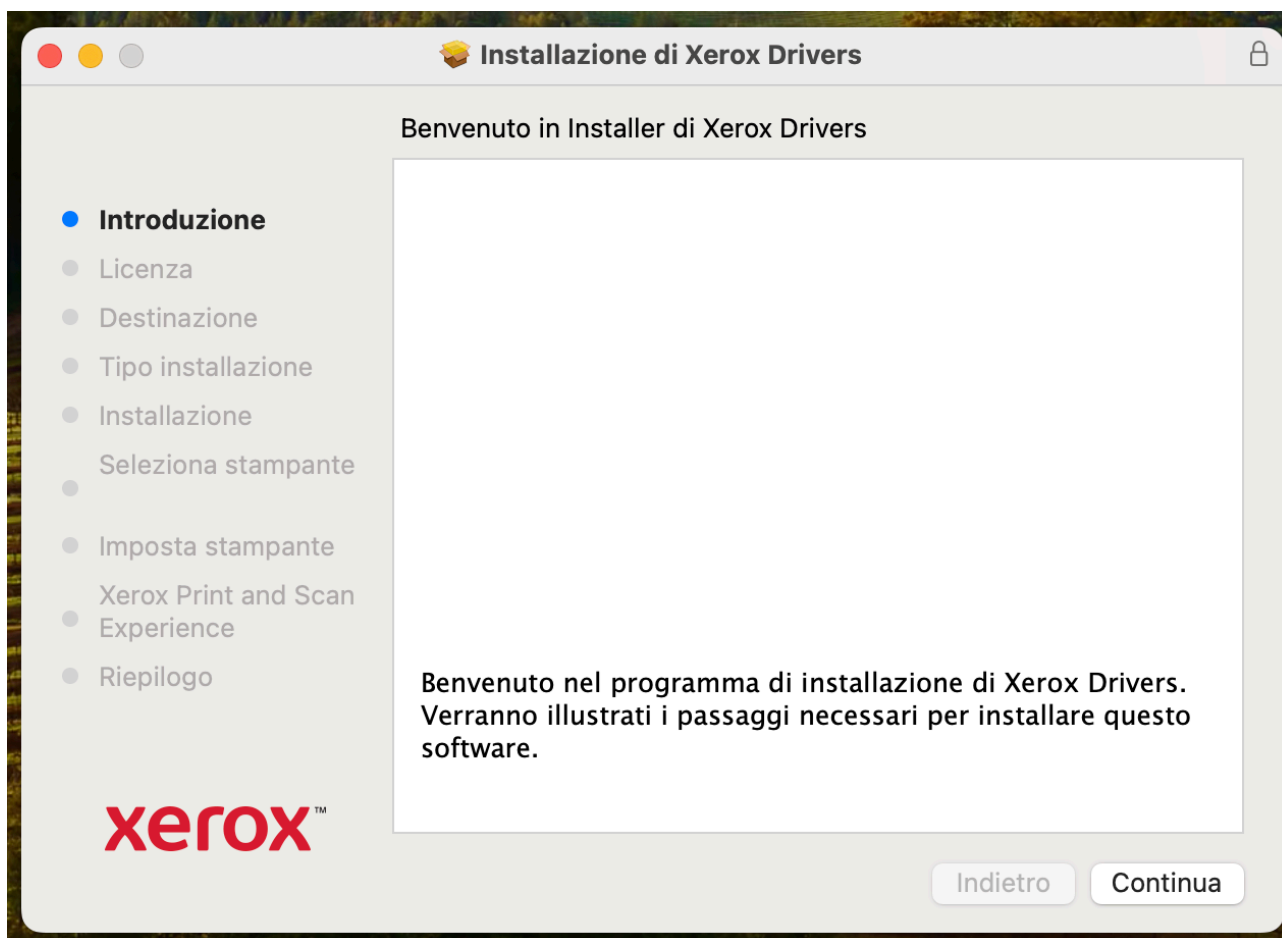 Installazione di Xerox Drivers
Benvenuto in Installer di Xerox Drivers
Introduzione
Licenza
Destinazione
Tipo installazione
Installazione
Seleziona stampante
Imposta stampante
Xerox Print and Scan
Experience
Riepilogo
Benvenuto nel programma di installazione di Xerox Drivers.
Verranno illustrati i passaggi necessari per installare questo
software.
xerox™
Indietro
Continua